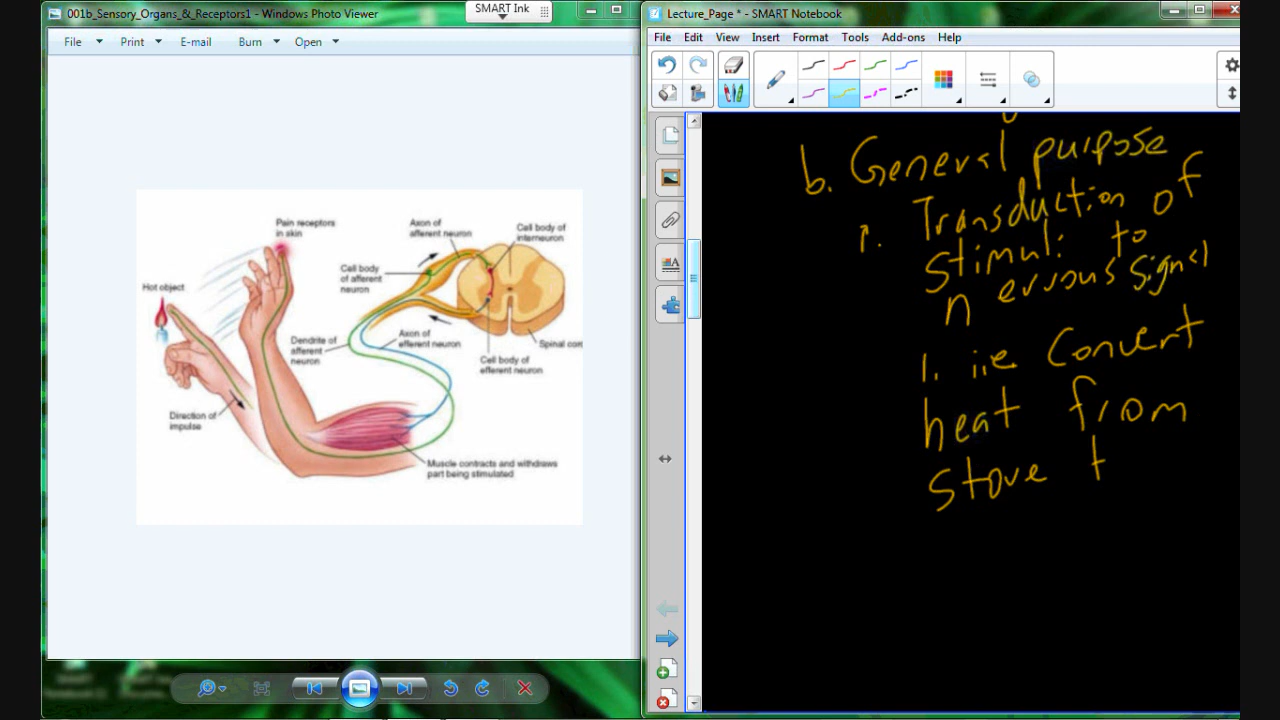 001b_Sensory_Organs_&_Receptors1 - Windows Photo Viewer
SMART Ink
File Print E-mail Burn Open
Pain receptors
in skin
Axon of
afferent neuron
Cell body of
interneuron
Cell body
of afferent
neuron
Hot object
Dendrite of
afferent
neuron
Axon of
efferent neuron
Spinal cor
Cell body of
efferent neuron
Direction of
impulse
Muscle contracts and withdraws
part being stimulated
Lecture_Page * - SMART Notebook
File Edit View Insert Format Tools Add-ons Help
b. General purpose
Transduction of
1. Stimuli to
nervous signal
1. i.e. Convert
heat from
stove t